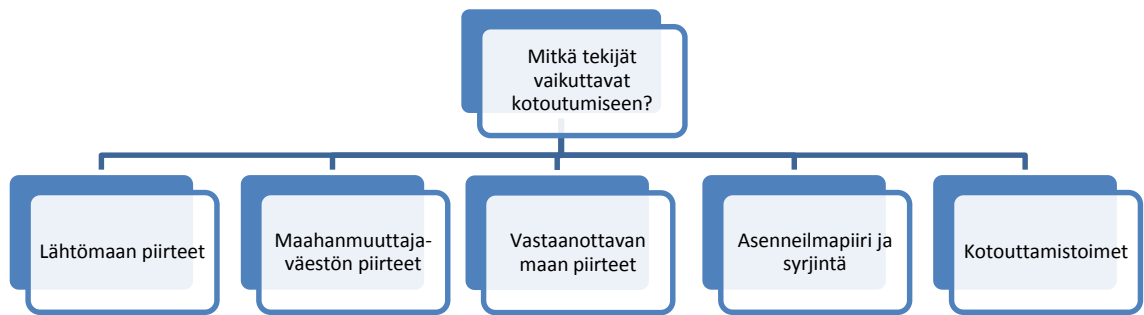 Mitkä tekijät
vaikuttavat
kotoutumiseen?
Lähtömaan piirteet
Maahanmuuttaja-
väestön piirteet
Vastaanottavan
maan piirteet
Asenneilmapiiri ja
syrjintä
Kotouttamistoimet